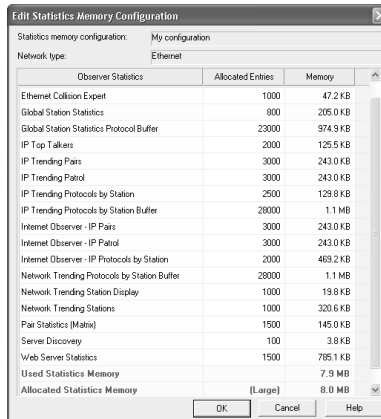 Edit Statistics Memory Configuration
Statistics memory configuration: My configuration
Network type: Ethernet
Observer Statistics Allocated Entries Memory
Ethernet Collision Expert 1000 47.2 KB
Global Station Statistics 800 205.0 KB
Global Station Statistics Protocol Buffer 23000 974.9 KB
IP Top Talkers 2000 125.5 KB
IP Trending Pairs 3000 243.0 KB
IP Trending Patrol 3000 243.0 KB
IP Trending Protocols by Station 2500 129.8 KB
IP Trending Protocols by Station Buffer 28000 1.1 MB
Internet Observer - IP Pairs 3000 243.0 KB
Internet Observer - IP Patrol 3000 243.0 KB
Internet Observer - IP Protocols by Station 2000 469.2 KB
Network Trending Protocols by Station Buffer 28000 1.1 MB
Network Trending Station Display 1000 19.8 KB
Network Trending Stations 1000 320.6 KB
Pair Statistics (Matrix) 1500 145.0 KB
Server Discovery 100 3.8 KB
Web Server Statistics 1500 785.1 KB
Used Statistics Memory 7.9 MB
Allocated Statistics Memory (Large) 8.0 MB
OK Cancel Help